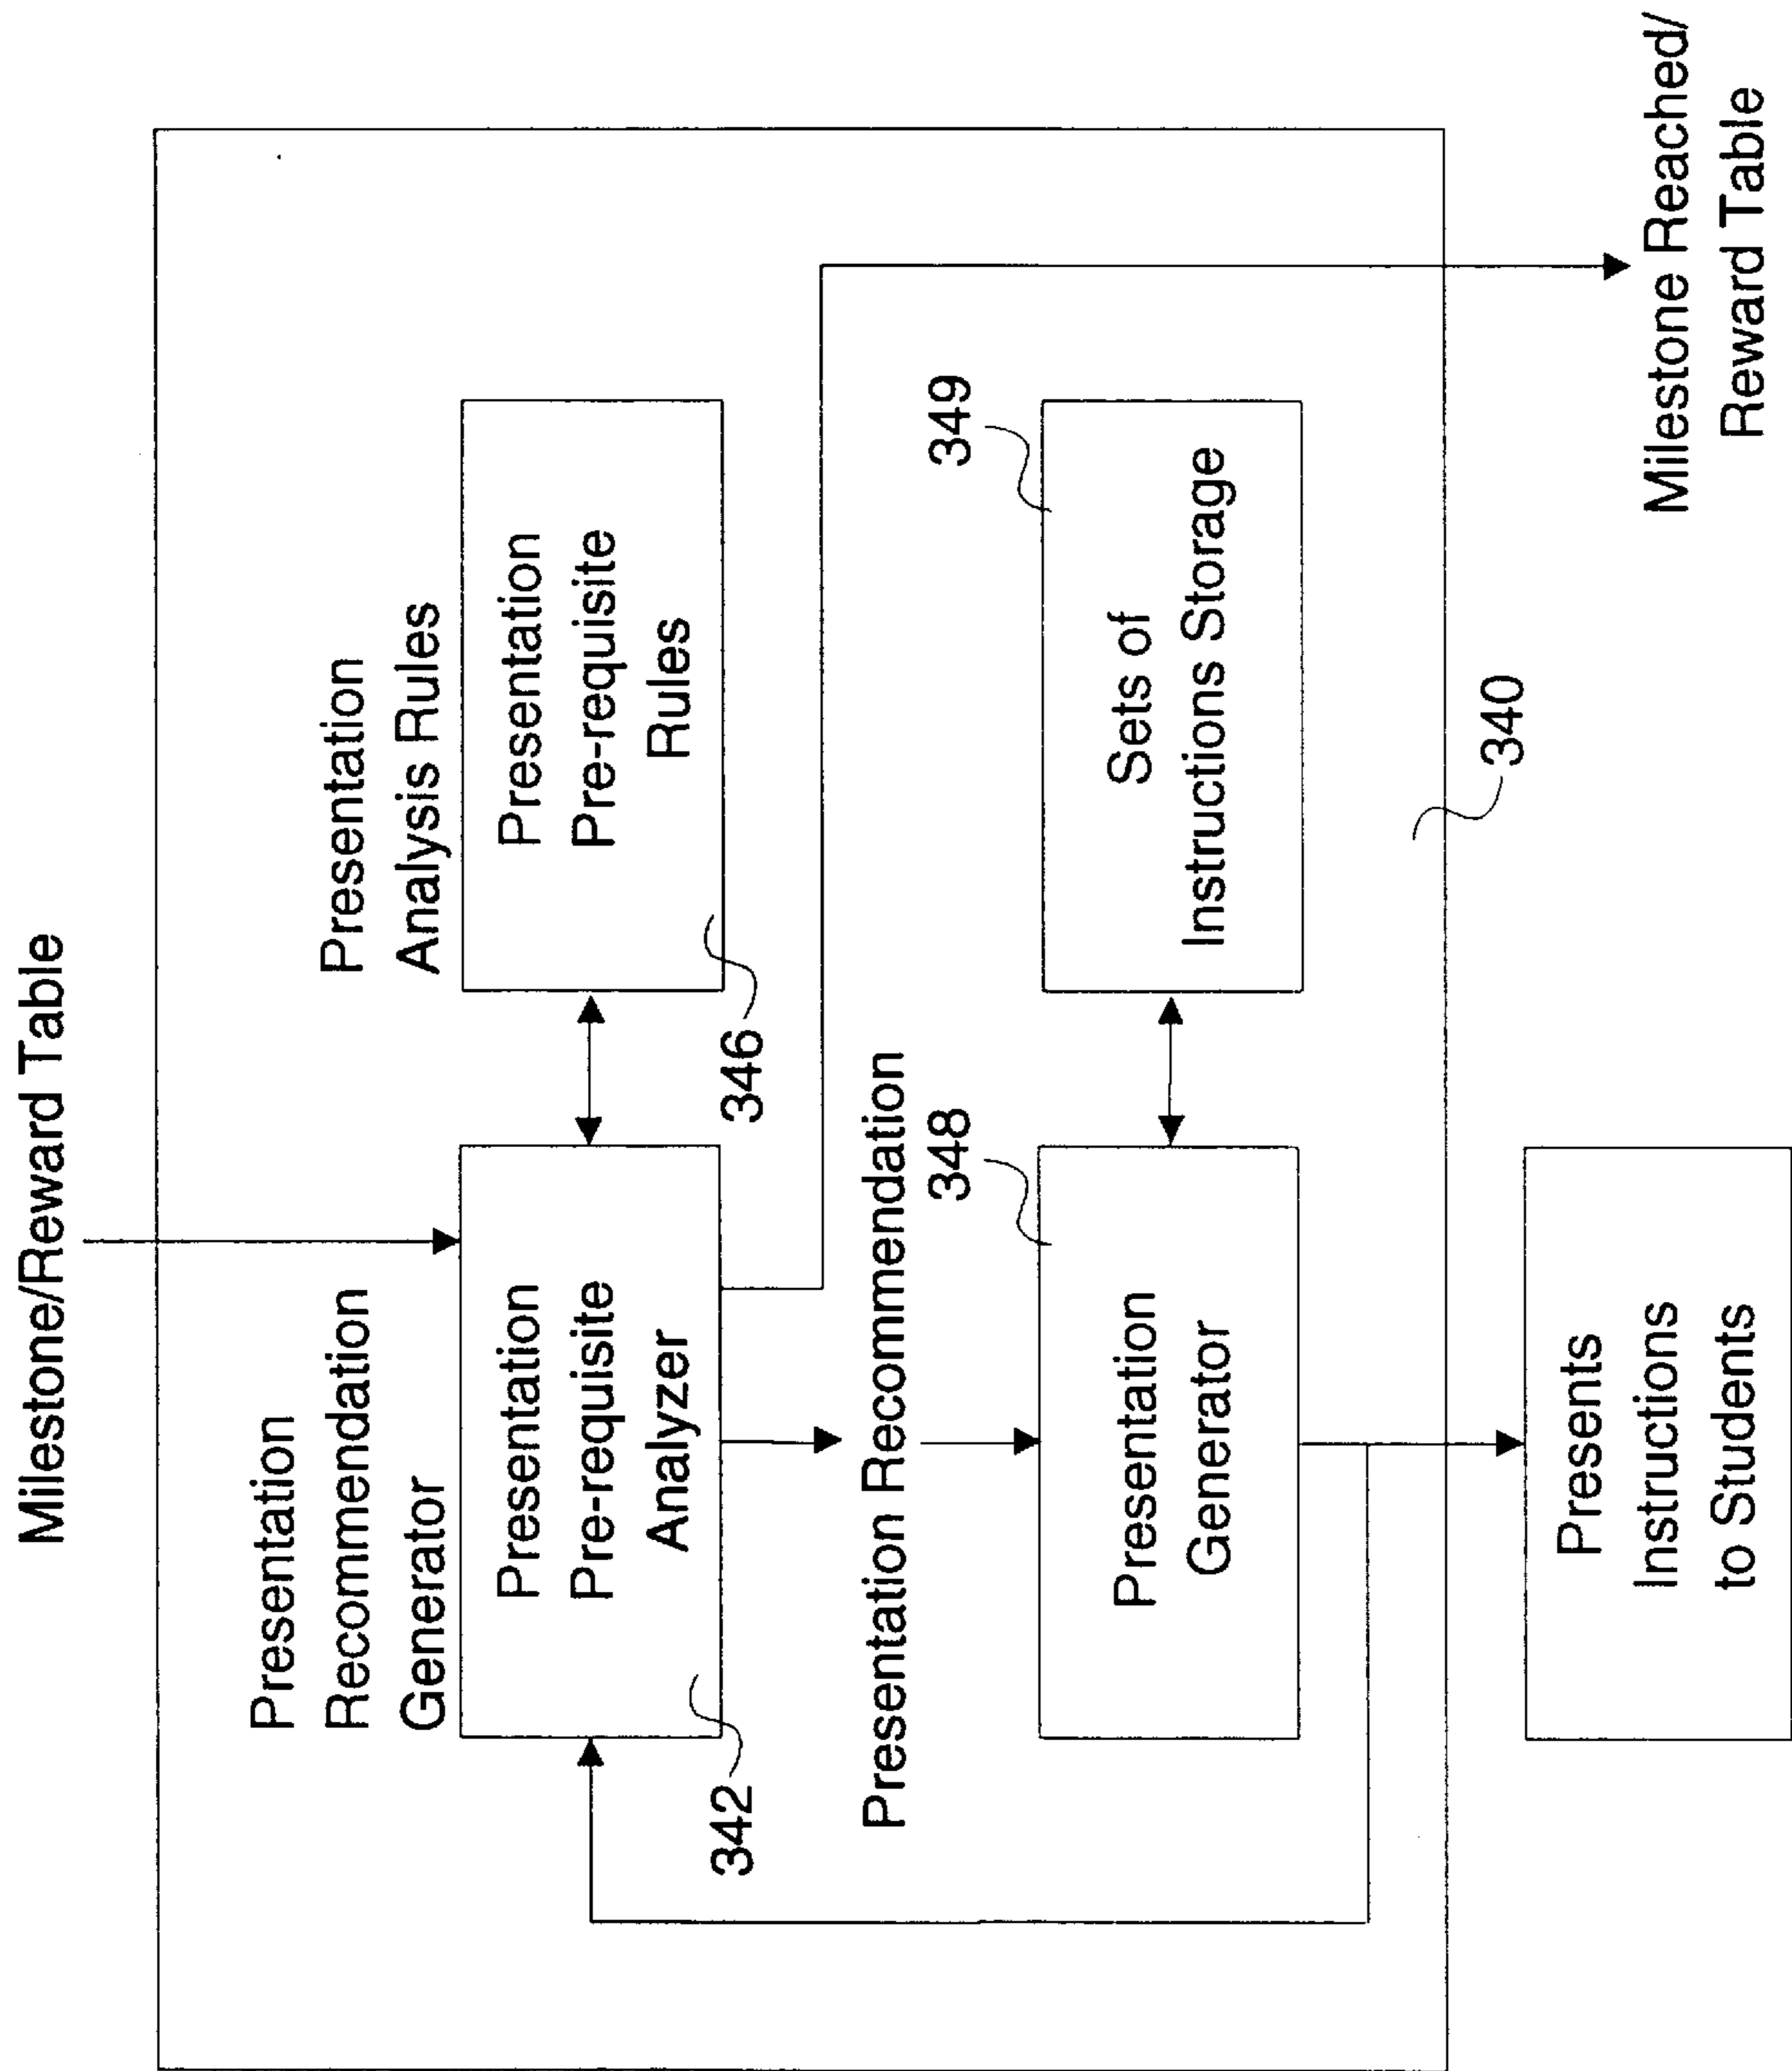 Milestone/Reward Table
Presentation
Recommendation
Generator
Presentation
Analysis Rules
Presentation
Pre-requisite
Analyzer
Presentation
Pre-requisite
Rules
342
346
Presentation Recommendation
348
349
Presentation
Generator
Sets of
Instructions Storage
340
Presents
Instructions
to Students
Milestone Reached/
Reward Table